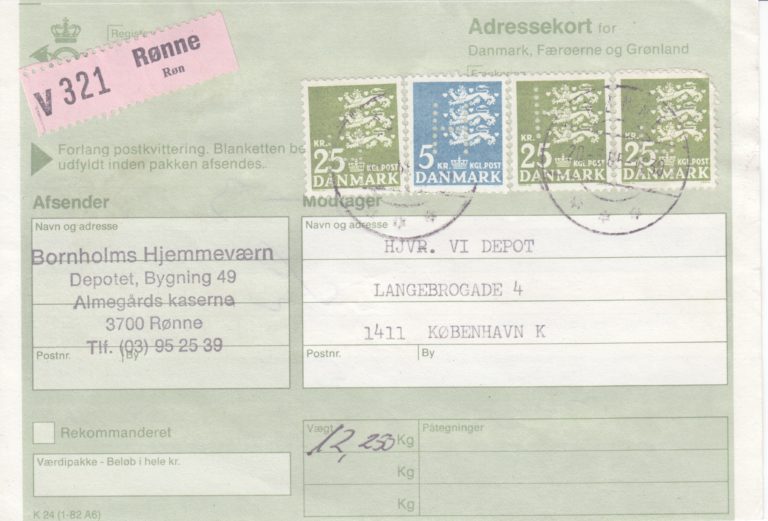 V 321 Rønne
Røn
Adressekort for
Danmark, Færøerne og Grønland
Forlang postkvittering. Blanketten
udfyldt inden pakken afsendes.
KR. 25 KGL.POST DANMARK
5 KR. KGL.POST DANMARK
KR. 25 KGL.POST DANMARK
25 KGL.POST DANMARK
Afsender
Navn og adresse
Bornholms Hjemmeværn
Depotet, Bygning 49
Almegårds kaserne
3700 Rønne
Tlf. (03) 95 25 39
Postnr. By
Modtager
Navn og adresse
HJVR. VI DEPOT
LANGEBROGADE 4
1411 KØBENHAVN K
Postnr. By
Rekommanderet
Værdipakke - Beløb i hele kr.
Vægt
12,250 Kg
Kg
Kg
Påtegninger
K 24 (1-82 A6)